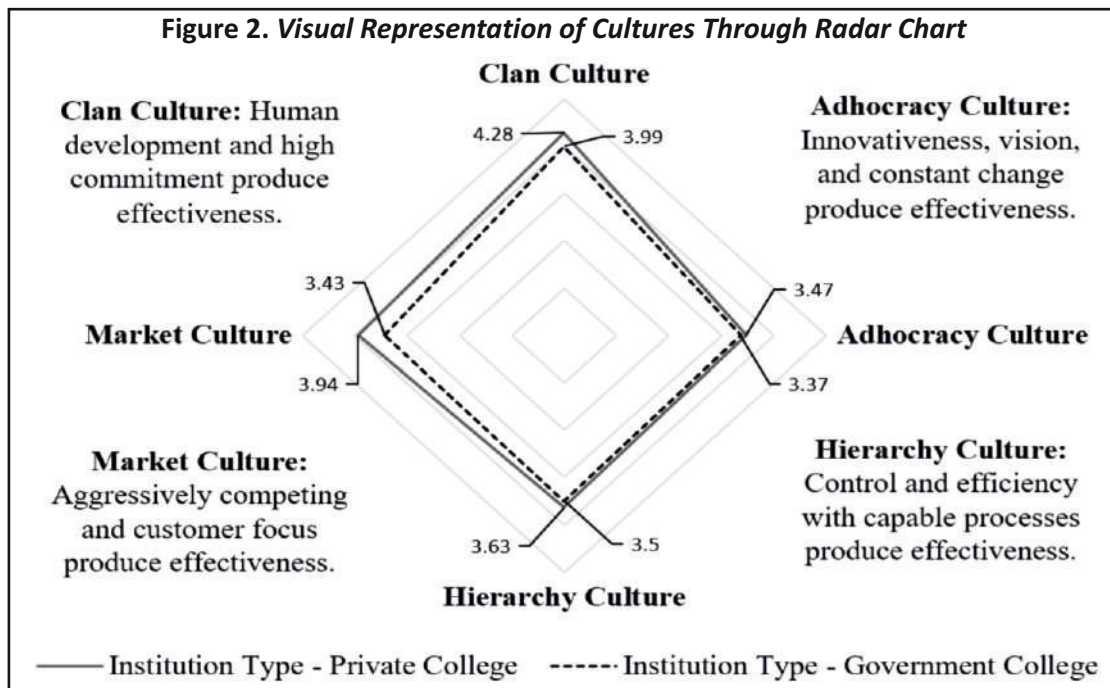 Figure 2. Visual Representation of Cultures Through Radar Chart
Clan Culture
Clan Culture: Human
development and high
commitment produce
effectiveness.
Adhocracy Culture:
Innovativeness, vision,
and constant change
produce effectiveness.
4.28
3.99
3.43
3.47
Market Culture
Adhocracy Culture
3.94
3.37
Market Culture:
Aggressively competing
and customer focus
produce effectiveness.
Hierarchy Culture:
Control and efficiency
with capable processes
produce effectiveness.
3.63
3.5
Hierarchy Culture
Institution Type - Private College
Institution Type - Government College